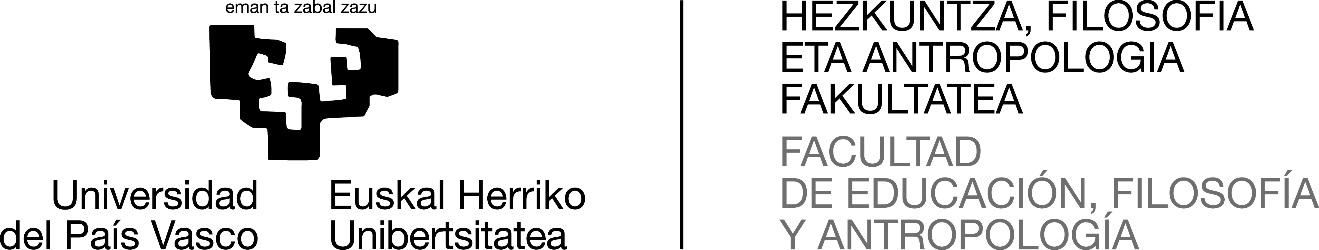 eman ta zabal zazu
Universidad
del País Vasco
Euskal Herriko
Unibertsitatea
HEZKUNTZA, FILOSOFIA
ETA ANTROPOLOGIA
FAKULTATEA
FACULTAD
DE EDUCACIÓN, FILOSOFÍA
Y ANTROPOLOGÍA